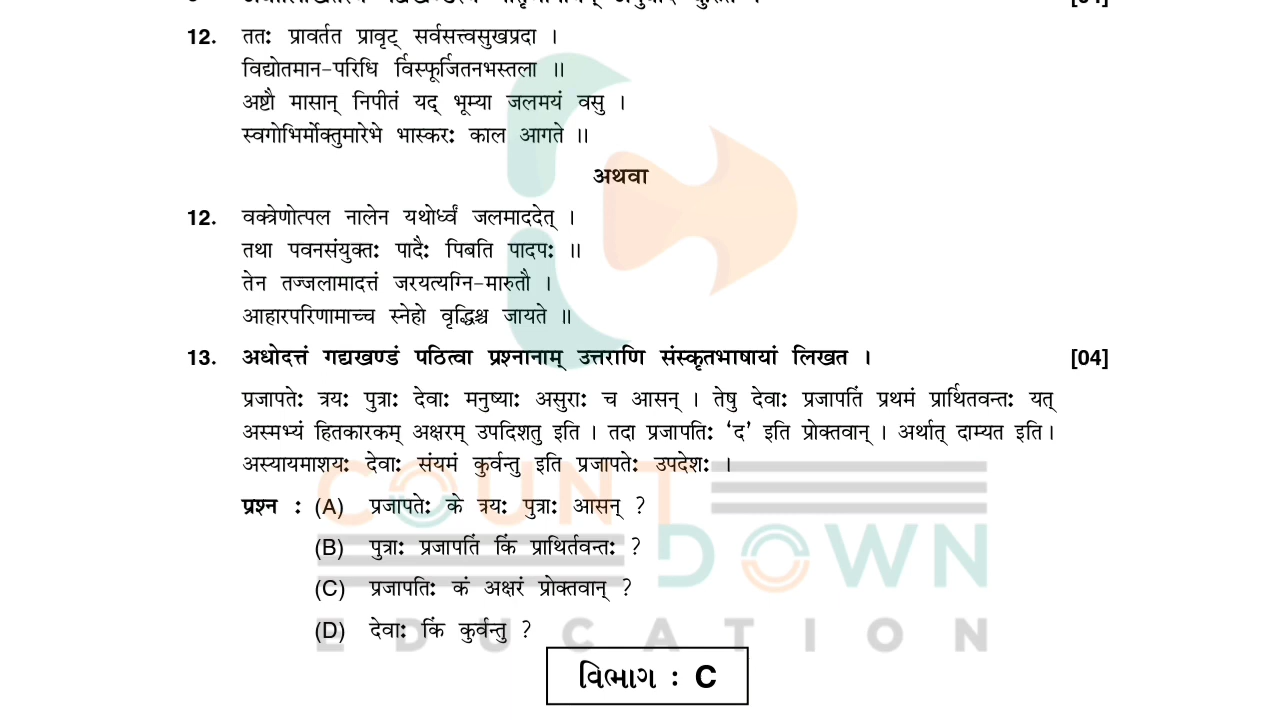 [04]
12. ततः प्रावर्तत प्रावृट् सर्वसत्त्वसुखप्रदा ।
विद्योतमान-परिधि र्विस्फूर्जितनभस्तला ॥
अष्टौ मासान् निपीतं यद् भूम्या जलमयं वसु ।
स्वगोभिर्मोक्तुमारेभे भास्करः काल आगते ॥
अथवा
12. वक्त्रेणोत्पल नालेन यथोर्ध्वं जलमाददेत् ।
तथा पवनसंयुक्तः पादैः पिबति पादपः ॥
तेन तज्जलामादत्तं जरयत्यग्नि-मारुतौ ।
आहारपरिणामाच्च स्नेहो वृद्धिश्च जायते ॥
13. अधोदत्तं गद्यखण्डं पठित्वा प्रश्नानाम् उत्तराणि संस्कृतभाषायां लिखत । [04]
प्रजापतेः त्रयः पुत्राः देवाः मनुष्याः असुराः च आसन् । तेषु देवाः प्रजापतिं प्रथमं प्रार्थितवन्तः यत्
अस्मभ्यं हितकारकम् अक्षरम् उपदिशतु इति । तदा प्रजापतिः ‘द’ इति प्रोक्तवान् । अर्थात् दाम्यत इति ।
अस्यायमाशयः देवाः संयमं कुर्वन्तु इति प्रजापतेः उपदेशः ।
प्रश्न : (A) प्रजापतेः के त्रयः पुत्राः आसन् ?
(B) पुत्राः प्रजापतिं किं प्राथिर्तवन्तः ?
(C) प्रजापतिः कं अक्षरं प्रोक्तवान् ?
(D) देवाः किं कुर्वन्तु ?
COUNT
DOWN
EDUCATION
વિભાગ : C